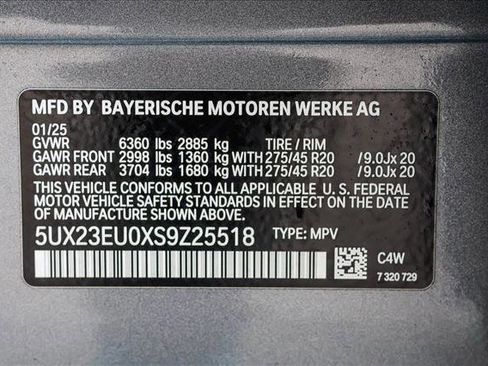 MFD BY BAYERISCHE MOTOREN WERKE AG
01/25
GVWR 6360 lbs 2885 kg TIRE / RIM
GAWR FRONT 2998 lbs 1360 kg WITH 275/45 R20 /9.0Jx 20
GAWR REAR 3704 lbs 1680 kg WITH 275/45 R20 /9.0Jx 20
THIS VEHICLE CONFORMS TO ALL APPLICABLE U. S. FEDERAL
MOTOR VEHICLE SAFETY STANDARDS IN EFFECT ON THE DATE
OF MANUFACTURE SHOWN ABOVE.
5UX23EU0XS9Z25518 TYPE: MPV
C4W
7 320 729